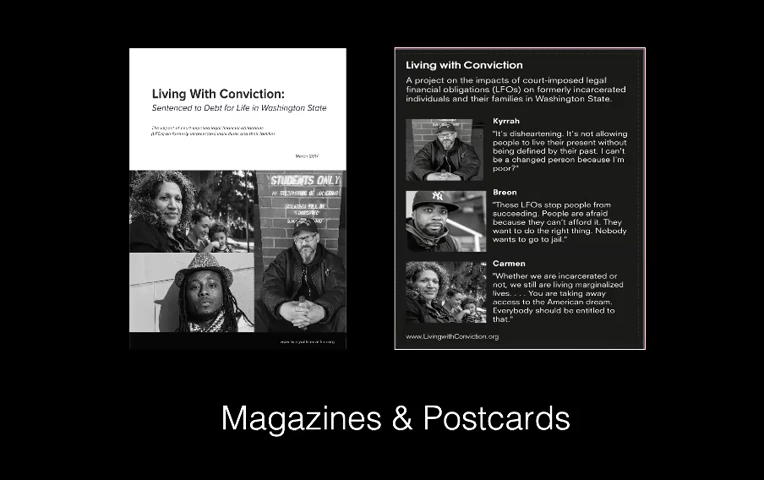 Living With Conviction:
Sentenced to Debt for Life in Washington State
March 2017
STUDENTS ONLY
Living with Conviction
A project on the impacts of court-imposed legal
financial obligations (LFOs) on formerly incarcerated
individuals and their families in Washington State.
Kyrrah
"It's disheartening. It's not allowing
people to live their present without
being defined by their past. I can't
be a changed person because I'm
poor?"
Breon
"These LFOs stop people from
succeeding. People are afraid
because they can't afford it. They
want to do the right thing. Nobody
wants to go to jail."
Carmen
"Whether we are incarcerated or
not, we still are living marginalized
lives. . . . You are taking away
access to the American dream.
Everybody should be entitled to
that."
www.LivingwithConviction.org
Magazines & Postcards